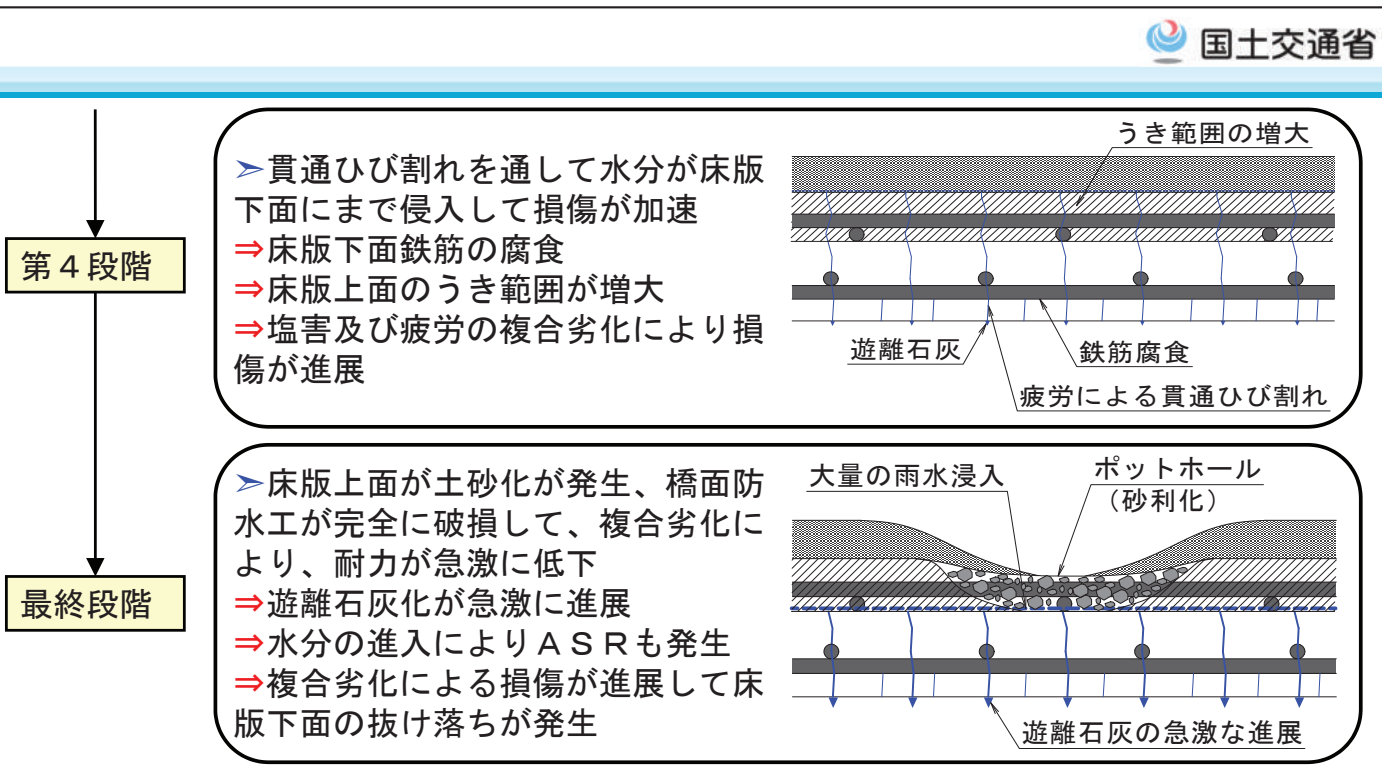 国土交通省
第４段階
➢貫通ひび割れを通して水分が床版
下面にまで侵入して損傷が加速
⇒床版下面鉄筋の腐食
⇒床版上面のうき範囲が増大
⇒塩害及び疲労の複合劣化により損
傷が進展
うき範囲の増大
遊離石灰
鉄筋腐食
疲労による貫通ひび割れ
最終段階
➢床版上面が土砂化が発生、橋面防
水工が完全に破損して、複合劣化に
より、耐力が急激に低下
⇒遊離石灰化が急激に進展
⇒水分の進入によりＡＳＲも発生
⇒複合劣化による損傷が進展して床
版下面の抜け落ちが発生
大量の雨水浸入
ポットホール
（砂利化）
遊離石灰の急激な進展